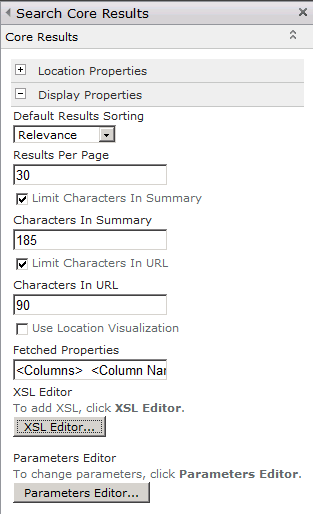 Search Core Results
Core Results
Location Properties
Display Properties
Default Results Sorting
Relevance
Results Per Page
30
Limit Characters In Summary
Characters In Summary
185
Limit Characters In URL
Characters In URL
90
Use Location Visualization
Fetched Properties
<Columns> <Column Nar
XSL Editor
To add XSL, click XSL Editor.
XSL Editor...
Parameters Editor
To change parameters, click Parameters Editor.
Parameters Editor...